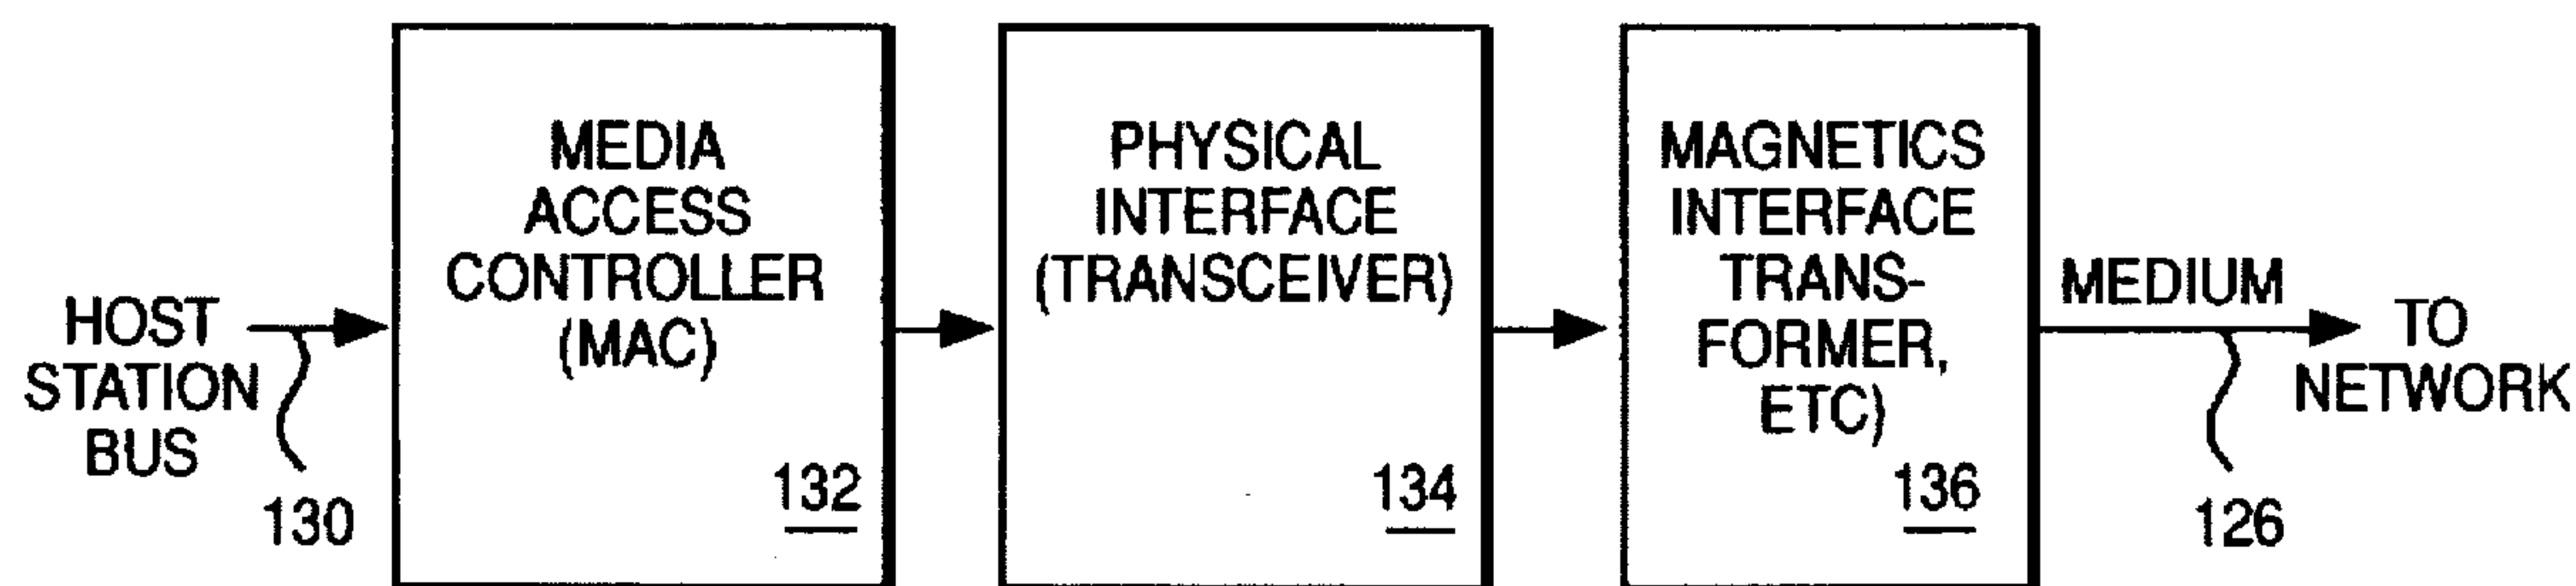 HOST
STATION
BUS
130
MEDIA
ACCESS
CONTROLLER
(MAC)
132
PHYSICAL
INTERFACE
(TRANSCEIVER)
134
MAGNETICS
INTERFACE
TRANS-
FORMER,
ETC)
136
MEDIUM
126
TO
NETWORK